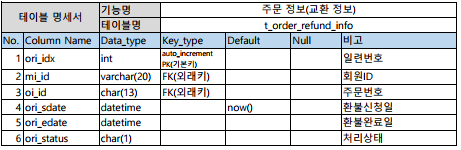 테이블 명세서 기능명 주문 정보(교환 정보)
테이블명 t_order_refund_info
No. Column Name Data_type Key_type Default Null 비고
1 ori_idx int auto_increment PK(기본키) 일련번호
2 mi_id varchar(20) FK(외래키) 회원ID
3 oi_id char(13) FK(외래키) 주문번호
4 ori_sdate datetime now() 환불신청일
5 ori_edate datetime 환불완료일
6 ori_status char(1) 처리상태